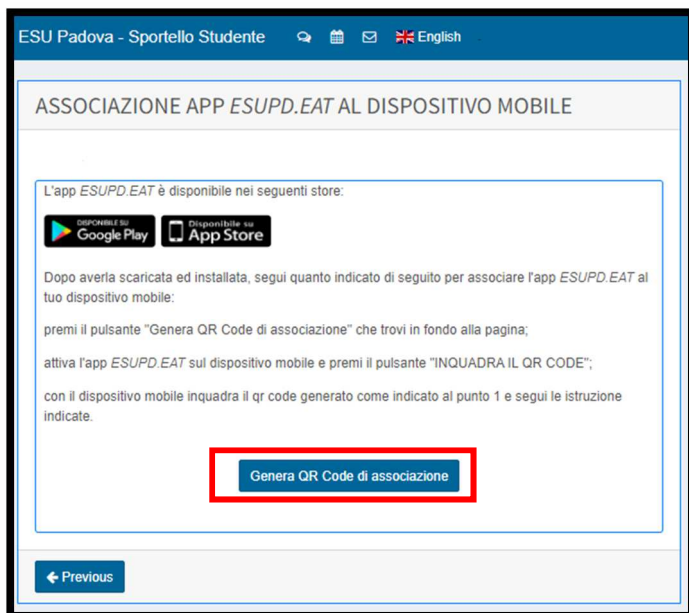 ESU Padova - Sportello Studente English
ASSOCIAZIONE APP ESUPD.EAT AL DISPOSITIVO MOBILE
L'app ESUPD.EAT è disponibile nei seguenti store:
DISPONIBILE SU
Google Play
Disponibile su
App Store
Dopo averla scaricata ed installata, segui quanto indicato di seguito per associare l'app ESUPD.EAT al
tuo dispositivo mobile:
premi il pulsante "Genera QR Code di associazione" che trovi in fondo alla pagina;
attiva l'app ESUPD.EAT sul dispositivo mobile e premi il pulsante "INQUADRA IL QR CODE";
con il dispositivo mobile inquadra il qr code generato come indicato al punto 1 e segui le istruzione
indicate.
Genera QR Code di associazione
Previous